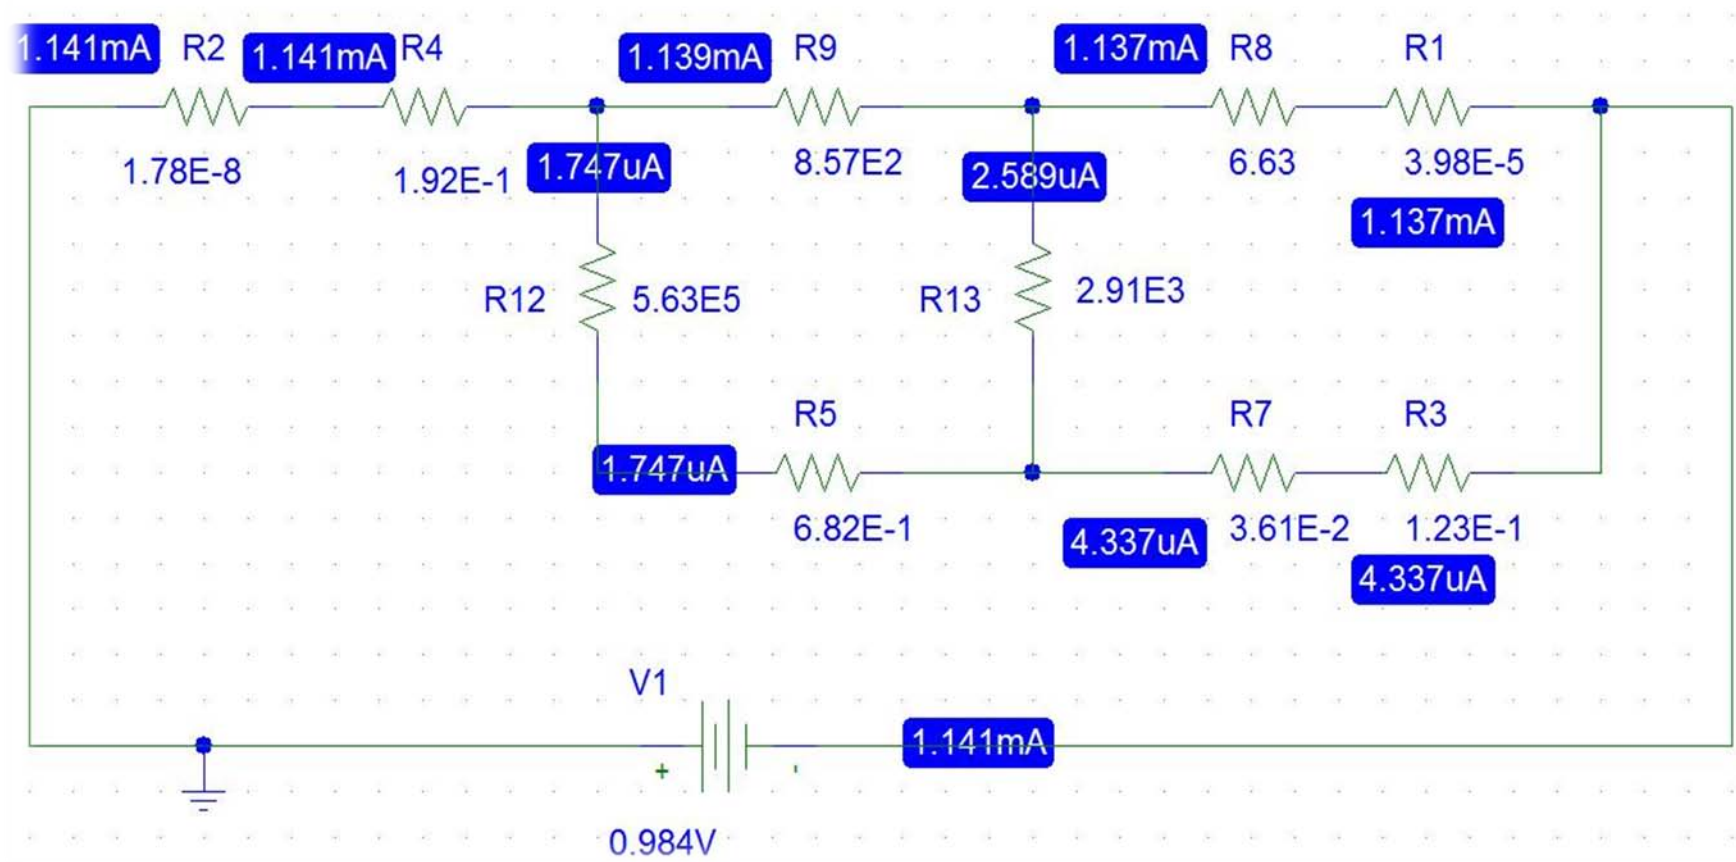 1.141mA R2 1.141mA R4 1.139mA R9 1.137mA R8 R1
1.78E-8 1.92E-1 1.747uA 8.57E2 2.589uA 6.63 3.98E-5
1.137mA
R12 5.63E5 R13 2.91E3
R5 R7 R3
1.747uA
6.82E-1 4.337uA 3.61E-2 1.23E-1
4.337uA
V1
1.141mA
+ -
0.984V